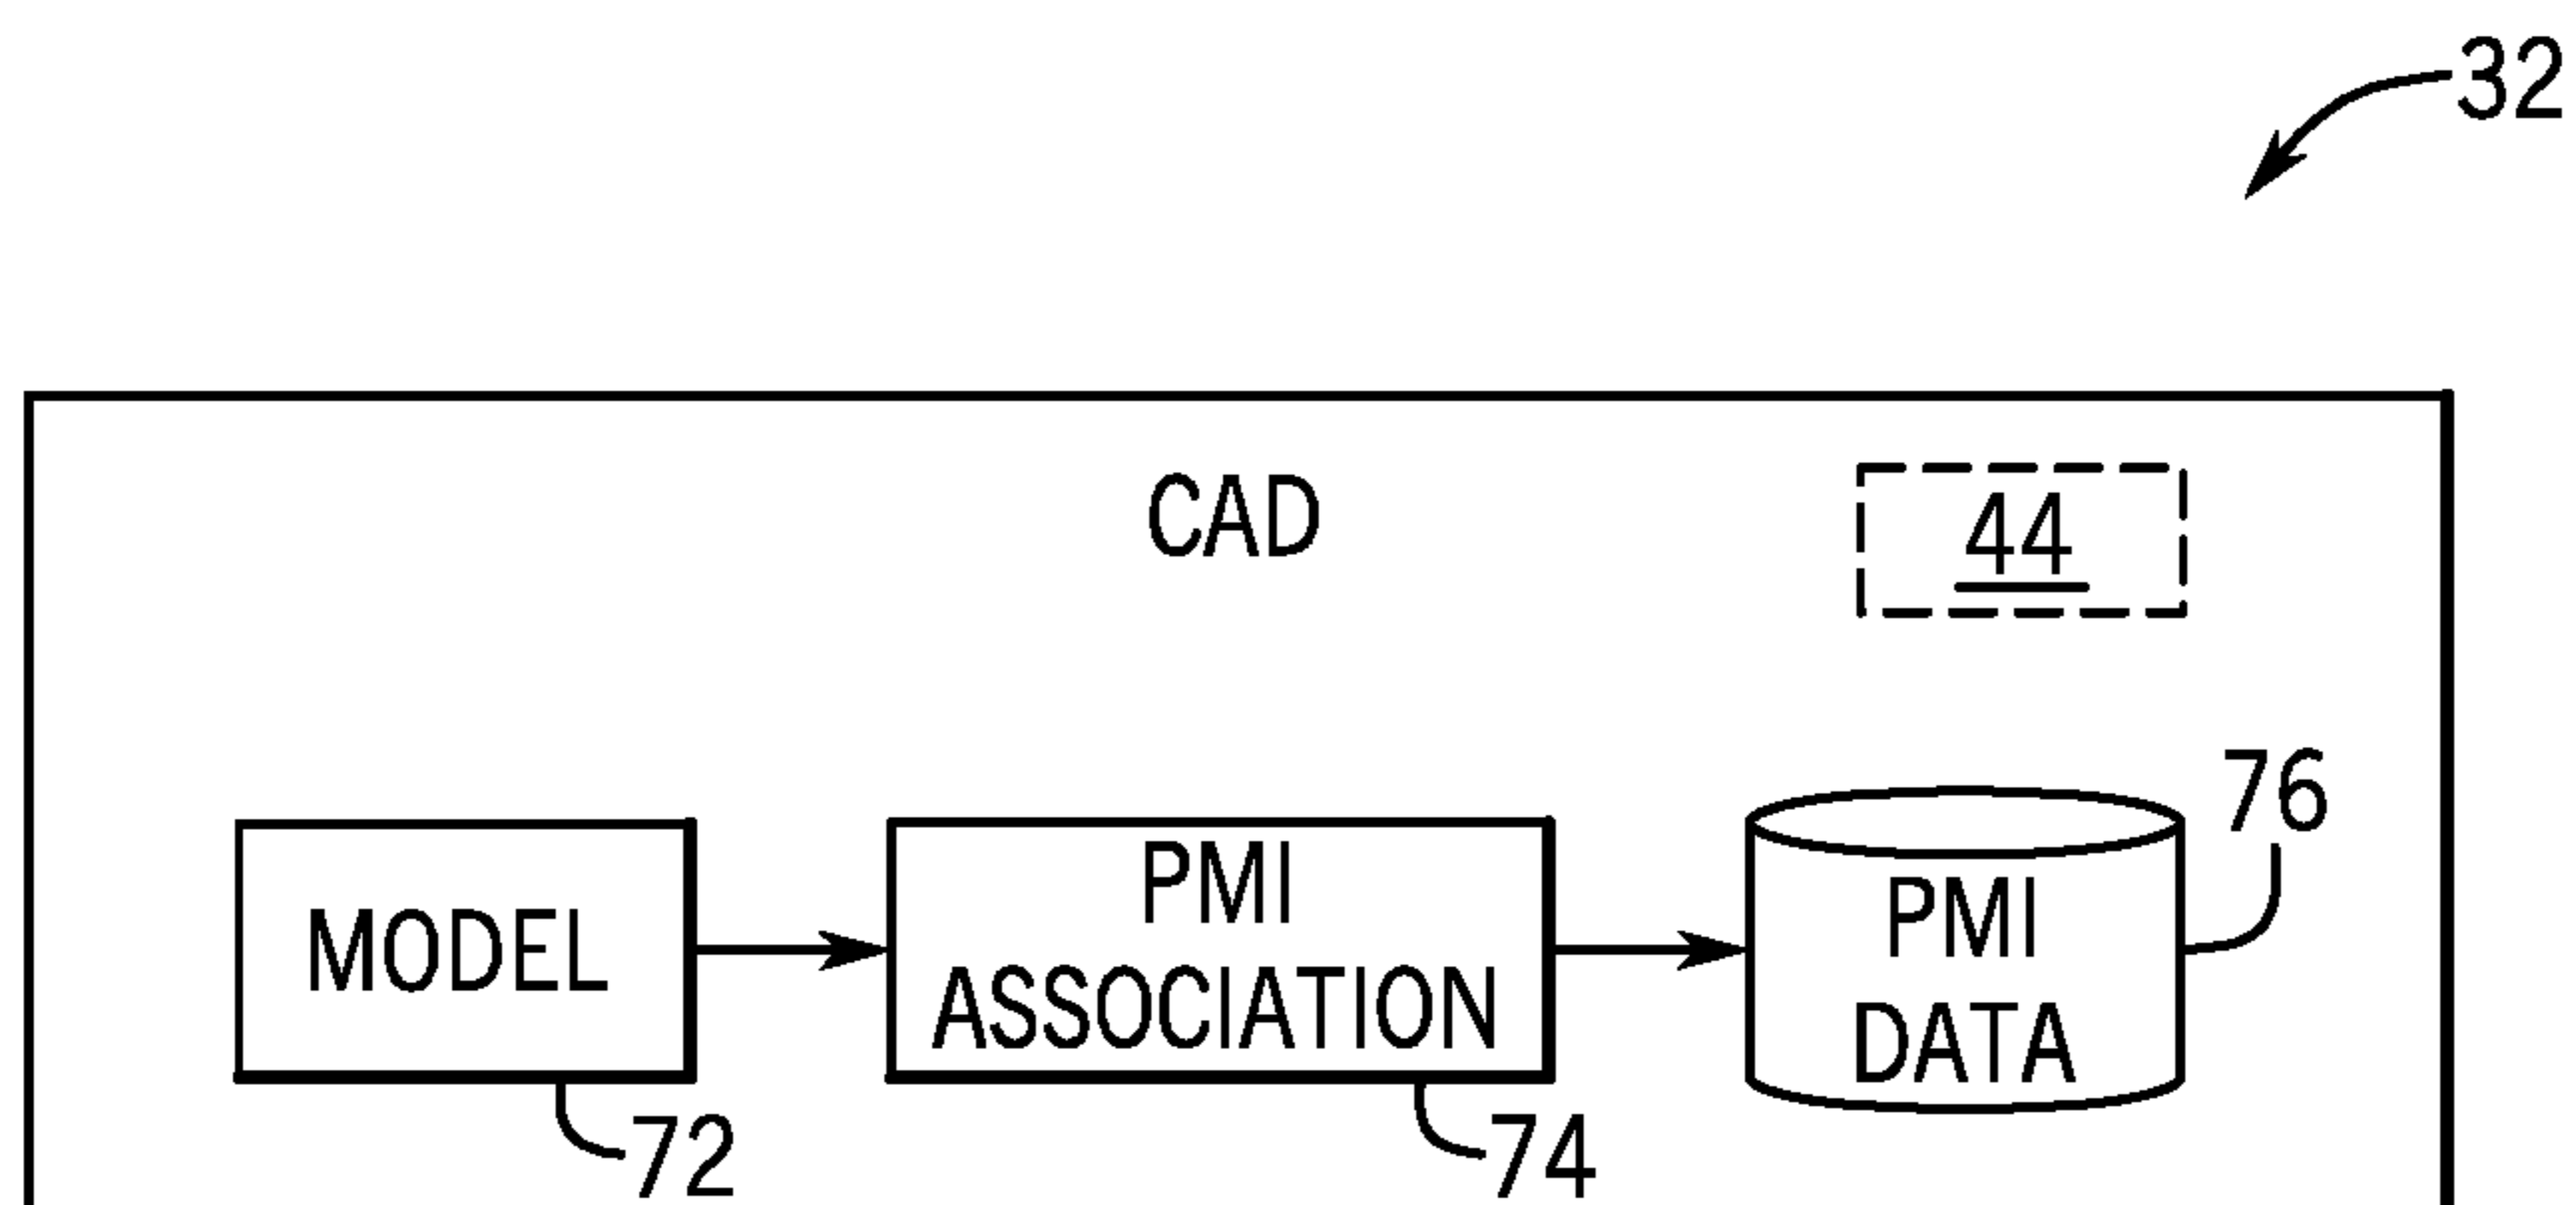 32
CAD
44
76
MODEL
PMI
ASSOCIATION
PMI
DATA
72
74